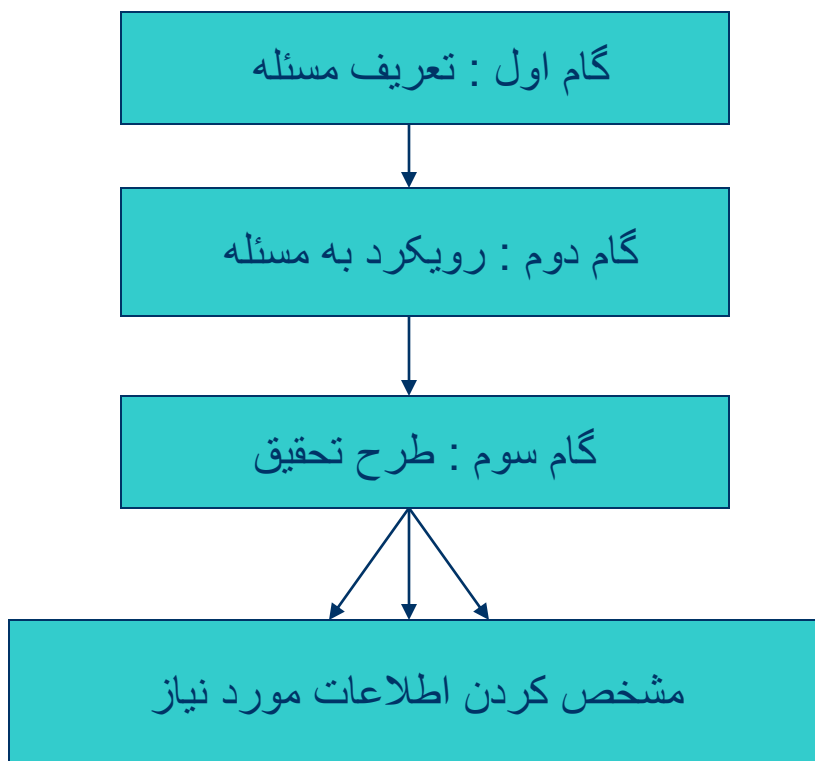 گام اول : تعریف مسئله
گام دوم : رویکرد به مسئله
گام سوم : طرح تحقیق
مشخص کردن اطلاعات مورد نیاز